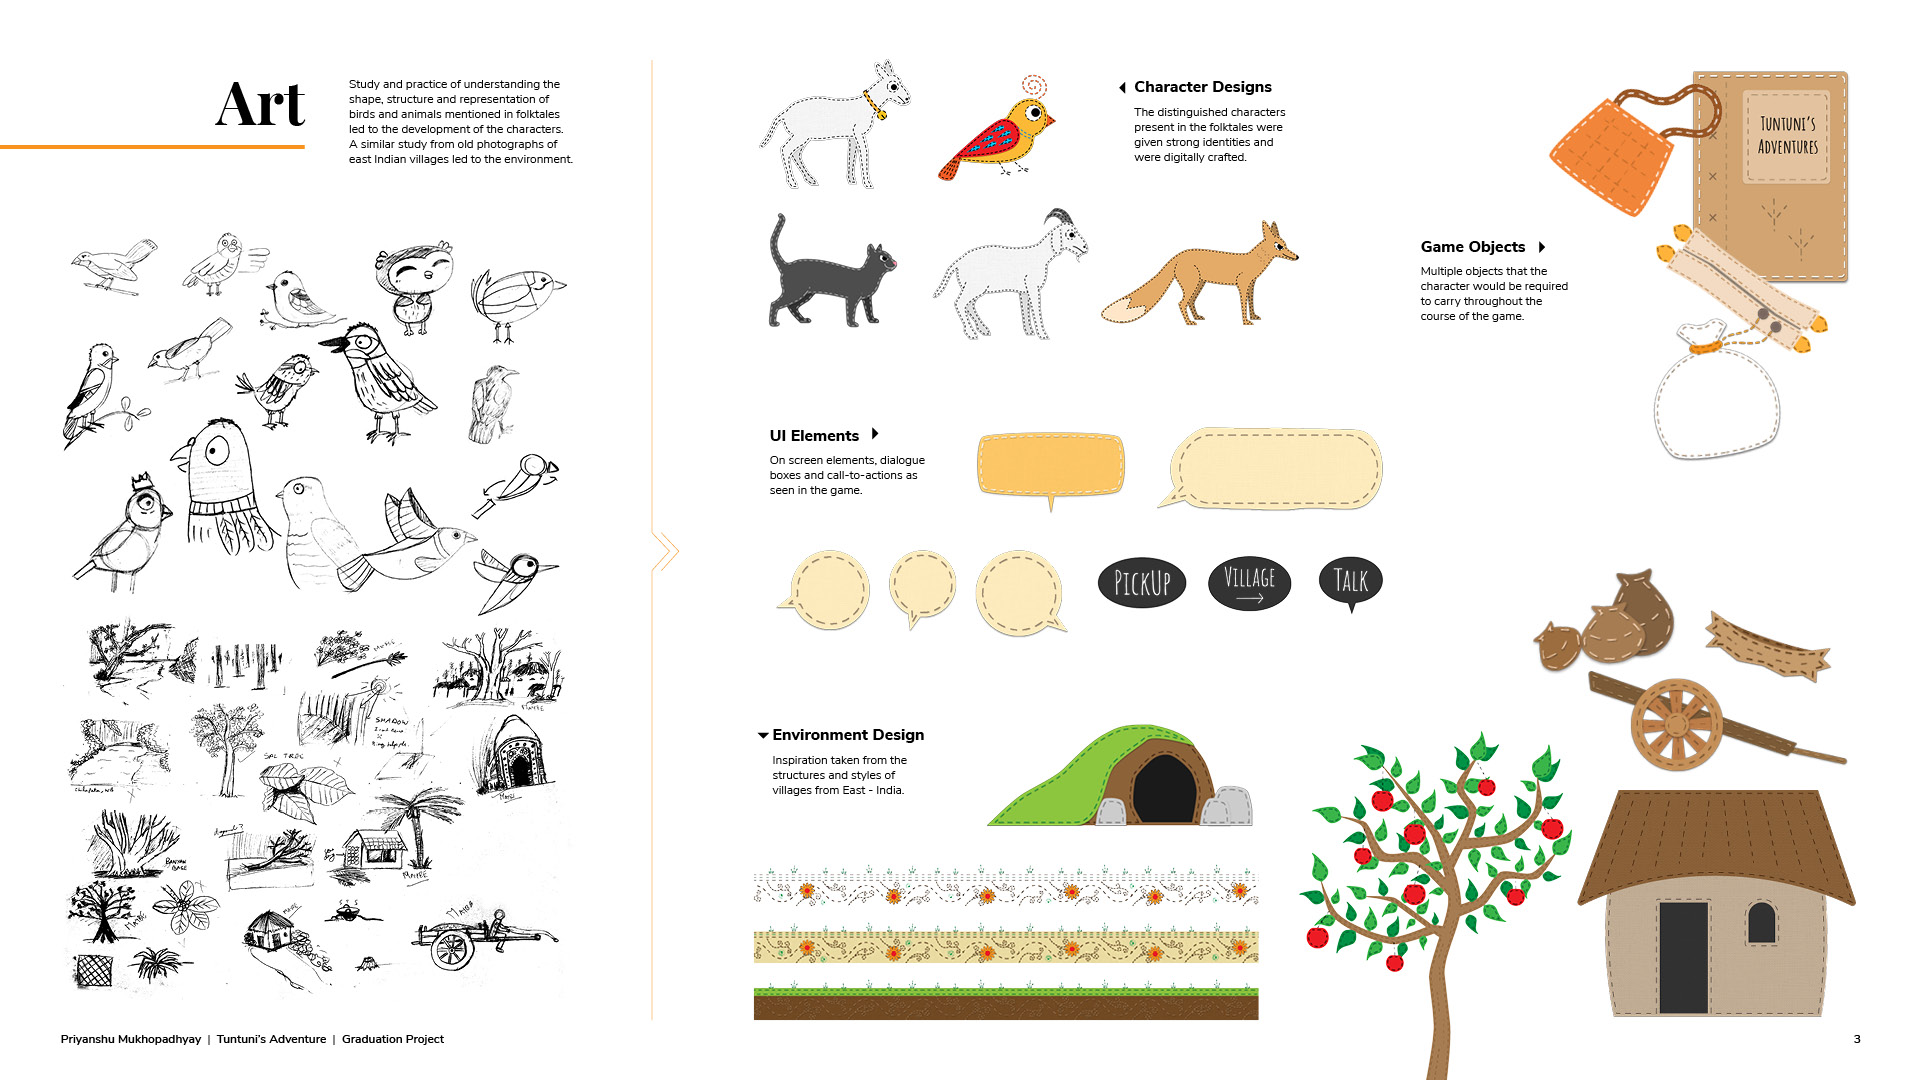 Art
Study and practice of understanding the
shape, structure and representation of
birds and animals mentioned in folktales
led to the development of the characters.
A similar study from old photographs of
east Indian villages led to the environment.
Character Designs
The distinguished characters
present in the folktales were
given strong identities and
were digitally crafted.
TUNTUNI'S
ADVENTURES
Game Objects
Multiple objects that the
character would be required
to carry throughout the
course of the game.
UI Elements
On screen elements, dialogue
boxes and call-to-actions as
seen in the game.
PICKUP
VILLAGE
TALK
SHADOW
SAL TREE
BANYAN
BASE
Environment Design
Inspiration taken from the
structures and styles of
villages from East - India.
Priyanshu Mukhopadhyay | Tuntuni's Adventure | Graduation Project
3